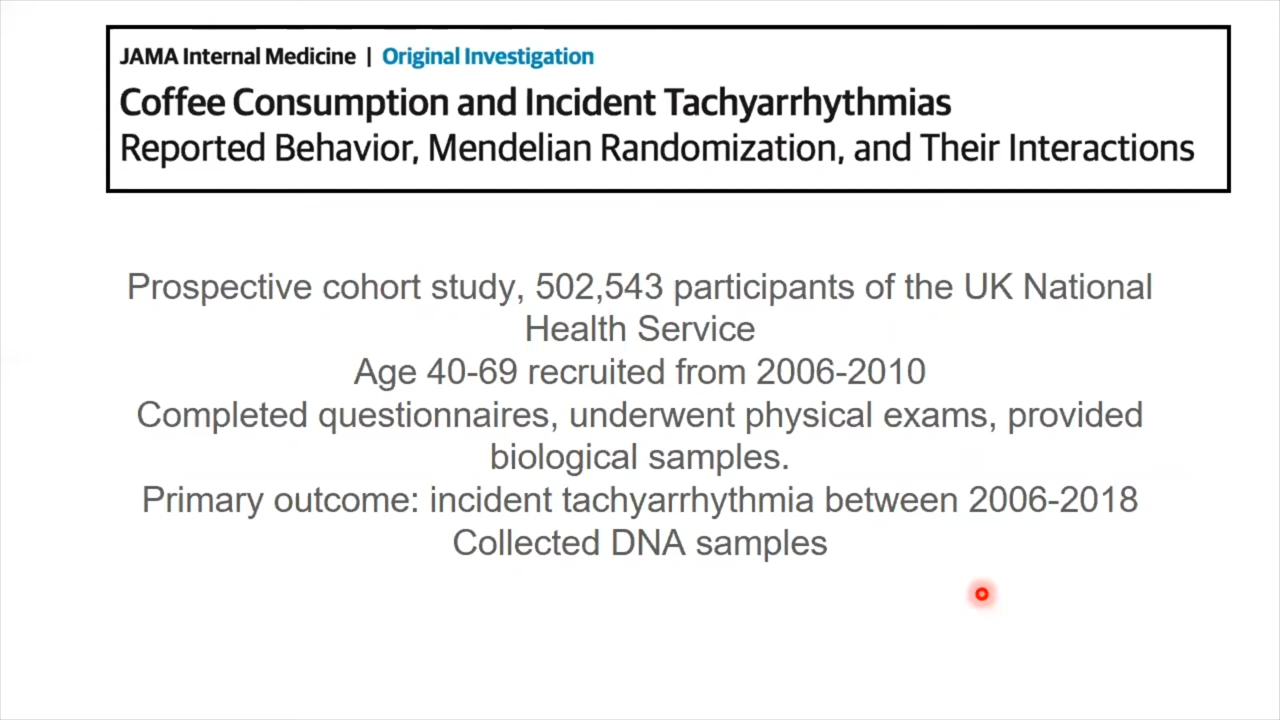 JAMA Internal Medicine | Original Investigation
Coffee Consumption and Incident Tachyarrhythmias
Reported Behavior, Mendelian Randomization, and Their Interactions
Prospective cohort study, 502,543 participants of the UK National
Health Service
Age 40-69 recruited from 2006-2010
Completed questionnaires, underwent physical exams, provided
biological samples.
Primary outcome: incident tachyarrhythmia between 2006-2018
Collected DNA samples